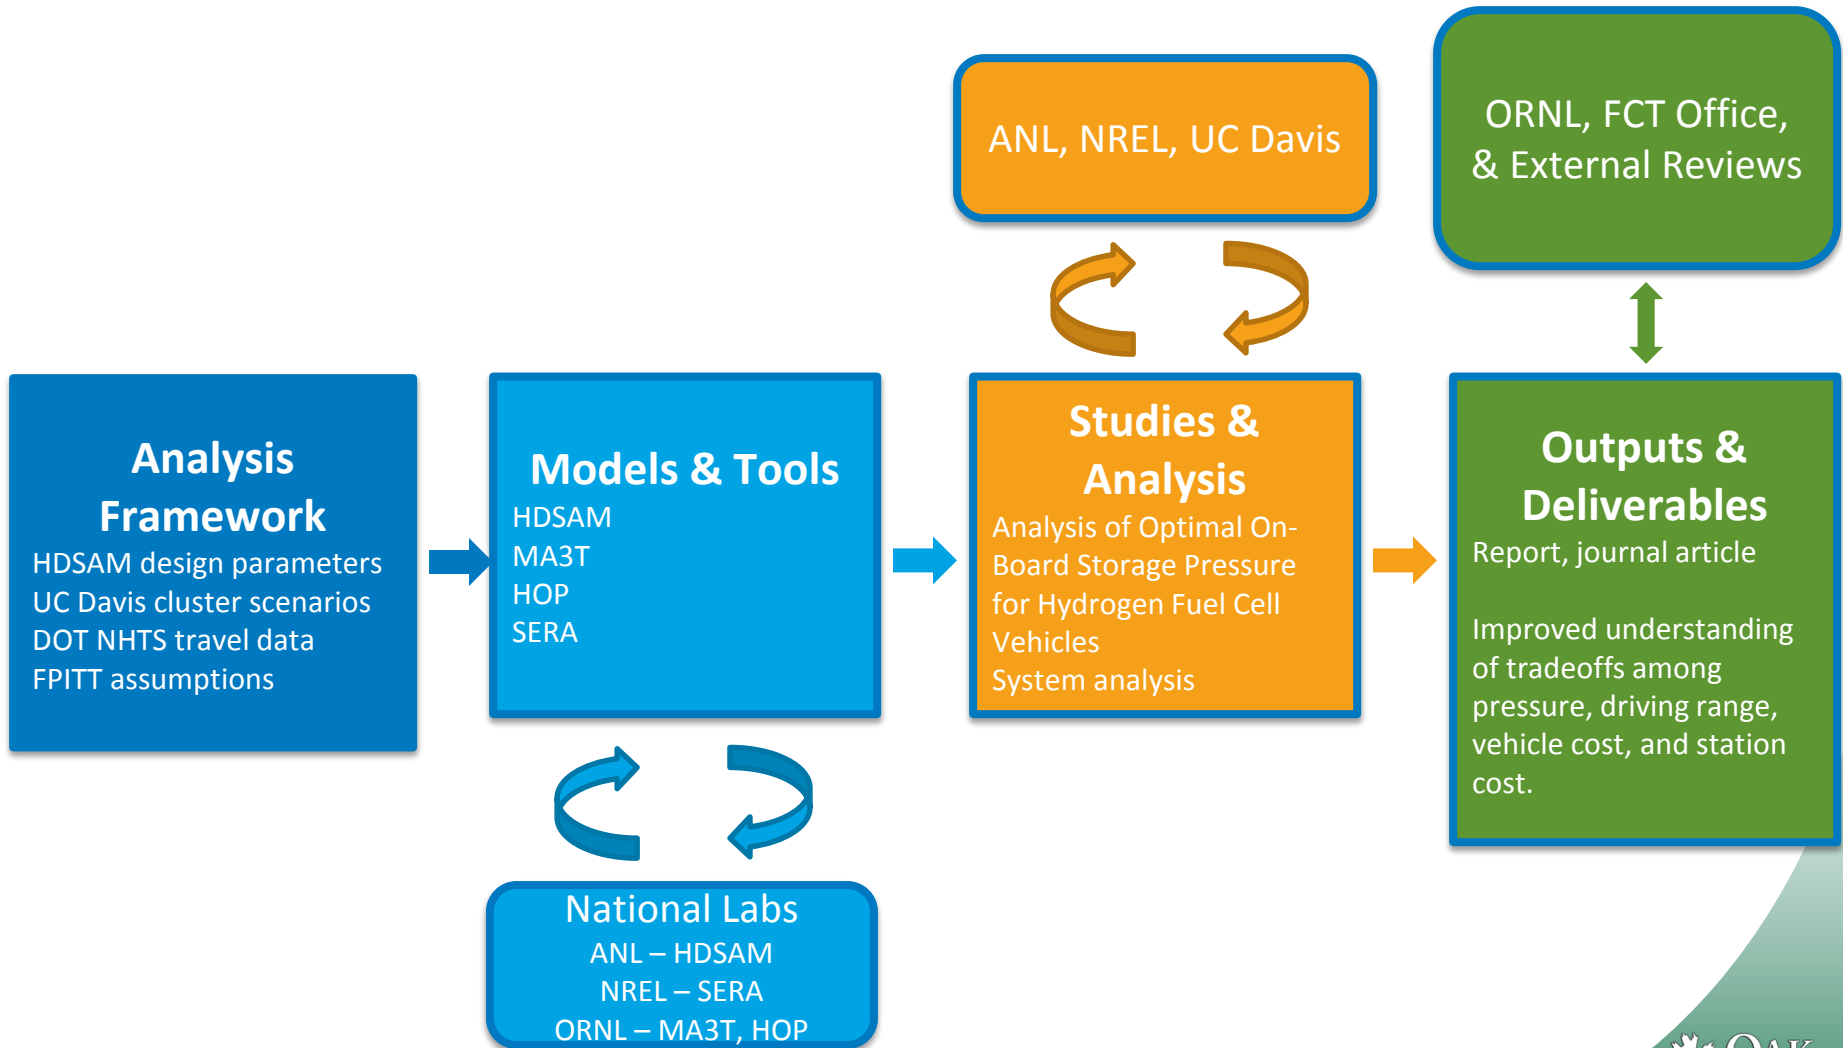 ANL, NREL, UC Davis
ORNL, FCT Office,
& External Reviews
Analysis
Framework
HDSAM design parameters
UC Davis cluster scenarios
DOT NHTS travel data
FPITT assumptions
Models & Tools
HDSAM
MA3T
HOP
SERA
Studies &
Analysis
Analysis of Optimal On-
Board Storage Pressure
for Hydrogen Fuel Cell
Vehicles
System analysis
Outputs &
Deliverables
Report, journal article
Improved understanding
of tradeoffs among
pressure, driving range,
vehicle cost, and station
cost.
National Labs
ANL – HDSAM
NREL – SERA
ORNL – MA3T, HOP
OAK